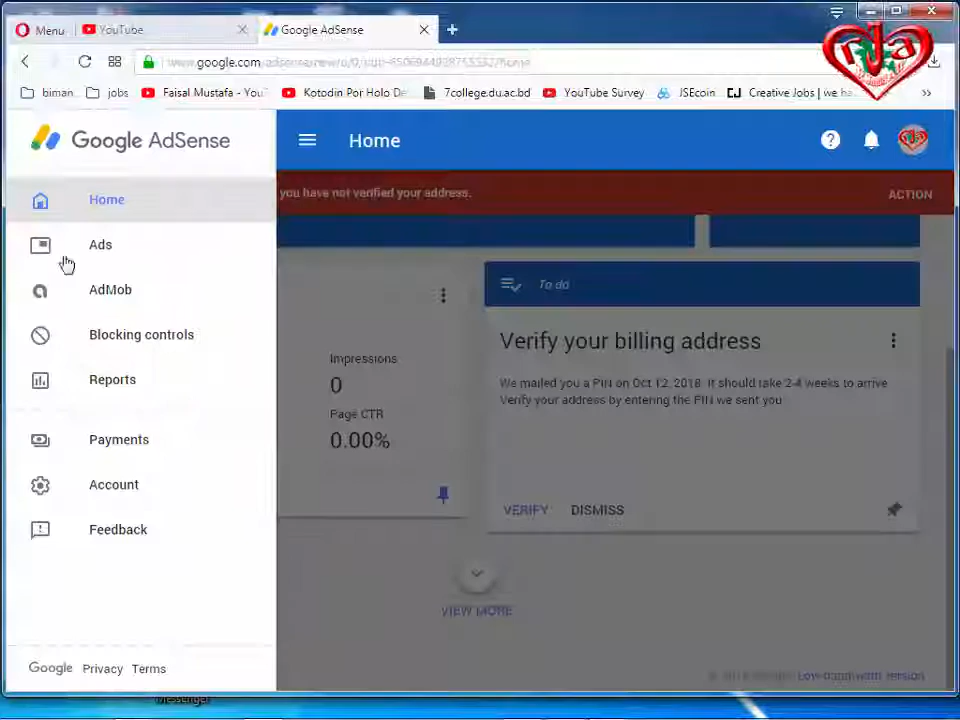 Menu
YouTube
Google AdSense
www.google.com
biman
jobs
Faisal Mustafa - You
Kotodin Por Holo De
7college.du.ac.bd
YouTube Survey
JSEcoin
Creative Jobs | we ha
»
Google AdSense
Home
you have not verified your address.
ACTION
Home
Ads
AdMob
Blocking controls
Reports
Payments
Account
Feedback
To do
Verify your billing address
Impressions
0
We mailed you a PIN on Oct 12, 2018. It should take 2-4 weeks to arrive
Verify your address by entering the PIN we sent you
Page CTR
0.00%
VERIFY
DISMISS
VIEW MORE
Google
Privacy
Terms
Low-bandwidth version
Messenger